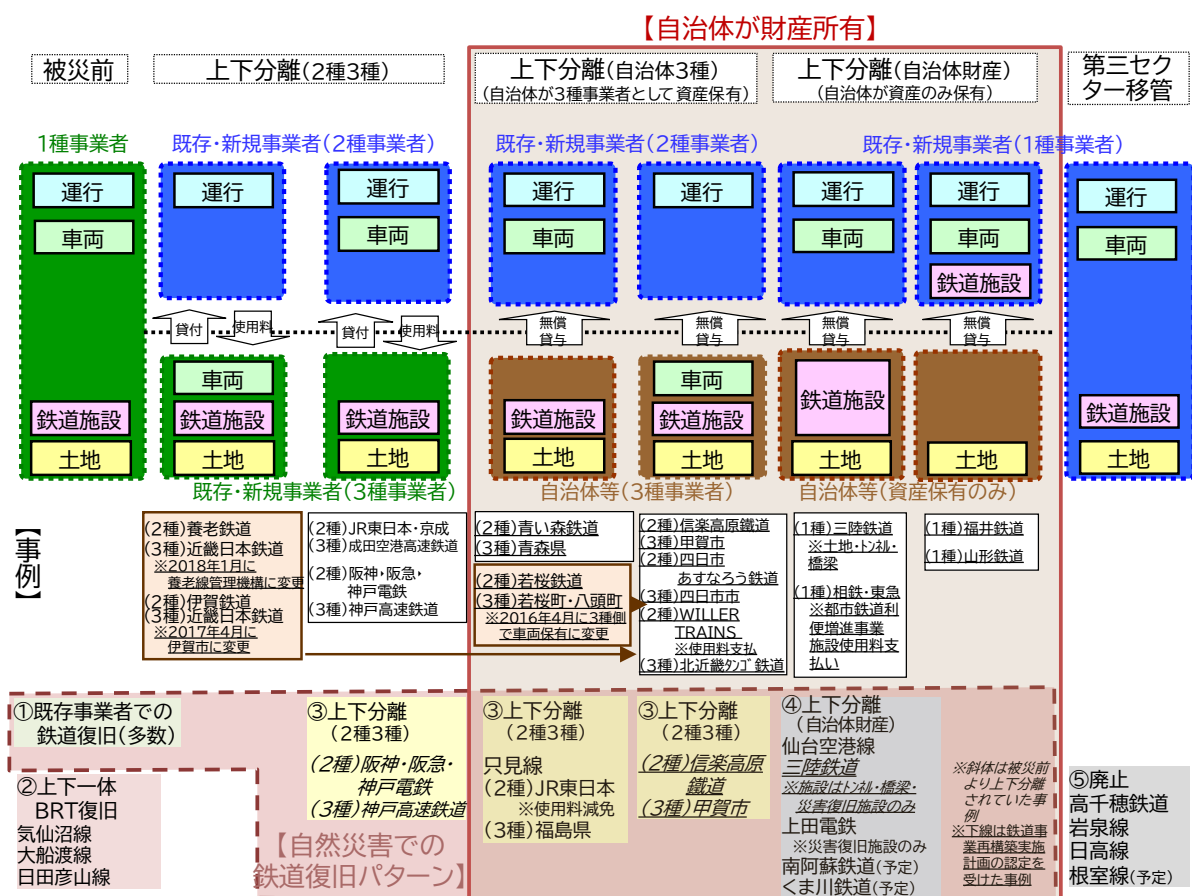 【自治体が財産所有】
被災前
上下分離(2種3種)
上下分離(自治体3種)
(自治体が3種事業者として資産保有)
上下分離(自治体財産)
(自治体が資産のみ保有)
第三セク
ター移管
1種事業者
既存・新規事業者(2種事業者)
既存・新規事業者(2種事業者)
既存・新規事業者(1種事業者)
運行
車両
鉄道施設
土地
運行
貸付
使用料
車両
鉄道施設
土地
運行
車両
貸付
使用料
鉄道施設
土地
運行
車両
無償
貸与
鉄道施設
土地
運行
無償
貸与
車両
鉄道施設
土地
運行
車両
無償
貸与
鉄道施設
土地
運行
車両
鉄道施設
無償
貸与
土地
運行
車両
鉄道施設
土地
既存・新規事業者(3種事業者)
自治体等(3種事業者)
自治体等(資産保有のみ)
【事例】
(2種)養老鉄道
(3種)近畿日本鉄道
※2018年1月に
養老線管理機構に変更
(2種)伊賀鉄道
(3種)近畿日本鉄道
※2017年4月に
伊賀市に変更
(2種)JR東日本・京成
(3種)成田空港高速鉄道
(2種)阪神・阪急・
神戸電鉄
(3種)神戸高速鉄道
(2種)青い森鉄道
(3種)青森県
(2種)若桜鉄道
(3種)若桜町・八頭町
※2016年4月に3種側
で車両保有に変更
(2種)信楽高原鐵道
(3種)甲賀市
(2種)四日市
あすなろう鉄道
(3種)四日市市
(2種)WILLER
TRAINS
※使用料支払
(3種)北近畿タンゴ鉄道
(1種)三陸鉄道
※土地・トンネル・
橋梁
(1種)相鉄・東急
※都市鉄道利
便増進事業
施設使用料支
払い
(1種)福井鉄道
(1種)山形鉄道
①既存事業者での
鉄道復旧(多数)
②上下一体
BRT復旧
気仙沼線
大船渡線
日田彦山線
③上下分離
(2種3種)
(2種)阪神・阪急・
神戸電鉄
(3種)神戸高速鉄道
【自然災害での
鉄道復旧パターン】
③上下分離
(2種3種)
只見線
(2種)JR東日本
※使用料減免
(3種)福島県
③上下分離
(2種3種)
(2種)信楽高原
鐵道
(3種)甲賀市
④上下分離
(自治体財産)
仙台空港線
三陸鉄道
※施設はトンネル・橋梁・
災害復旧施設のみ
上田電鉄
※災害復旧施設のみ
南阿蘇鉄道(予定)
くま川鉄道(予定)
※斜体は被災前
より上下分離
されていた事
例
※下線は鉄道事
業再構築実施
計画の認定を
受けた事例
⑤廃止
高千穂鉄道
岩泉線
日高線
根室線(予定)